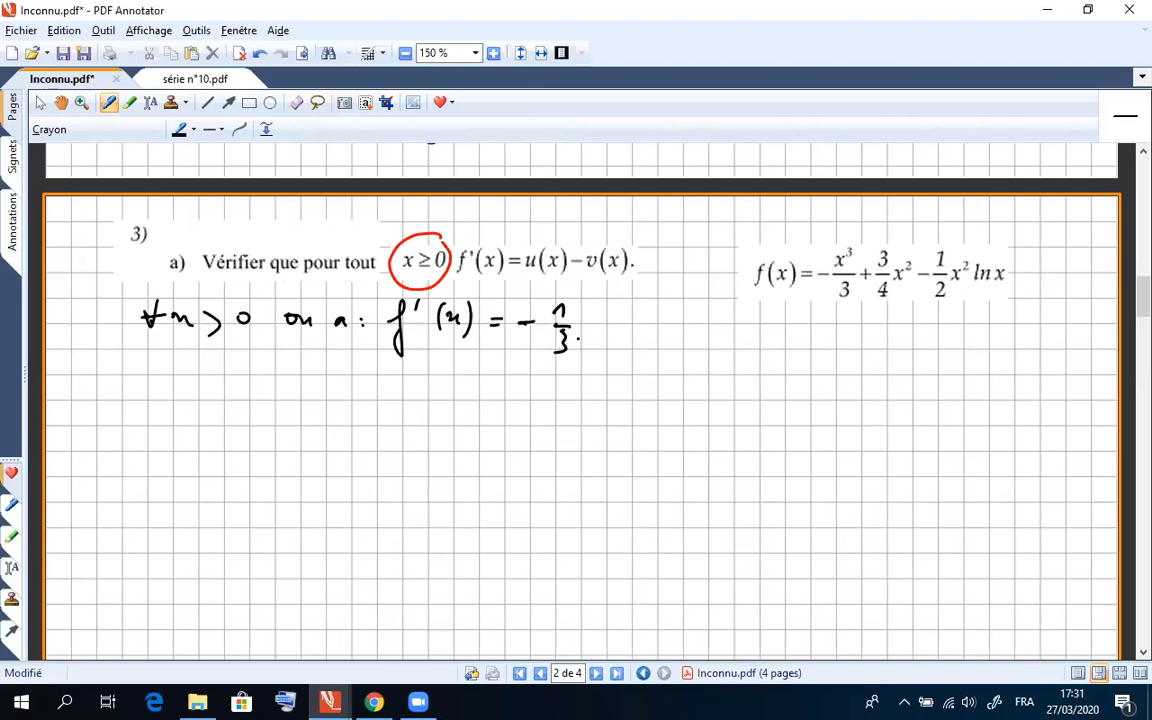 Inconnu.pdf* - PDF Annotator
Fichier Edition Outil Affichage Outils Fenêtre Aide
150 %
Inconnu.pdf* série n°10.pdf
Crayon
Pages
Signets
Annotations
3)
a) Vérifier que pour tout x ≥ 0 f'(x) = u(x) − v(x).
f(x) = −x³/3 + 3/4 x² − 1/2 x² ln x
∀x > 0 on a : f'(x) = − 1/3.
Modifié
2 de 4
Inconnu.pdf (4 pages)
FRA
17:31
27/03/2020
1